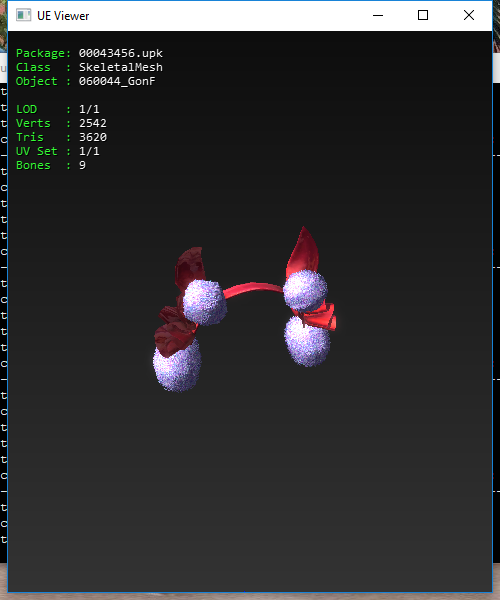 UE Viewer
Package: 00043456.upk
Class  : SkeletalMesh
Object : 060044_GonF
LOD    : 1/1
Verts  : 2542
Tris   : 3620
UV Set : 1/1
Bones  : 9